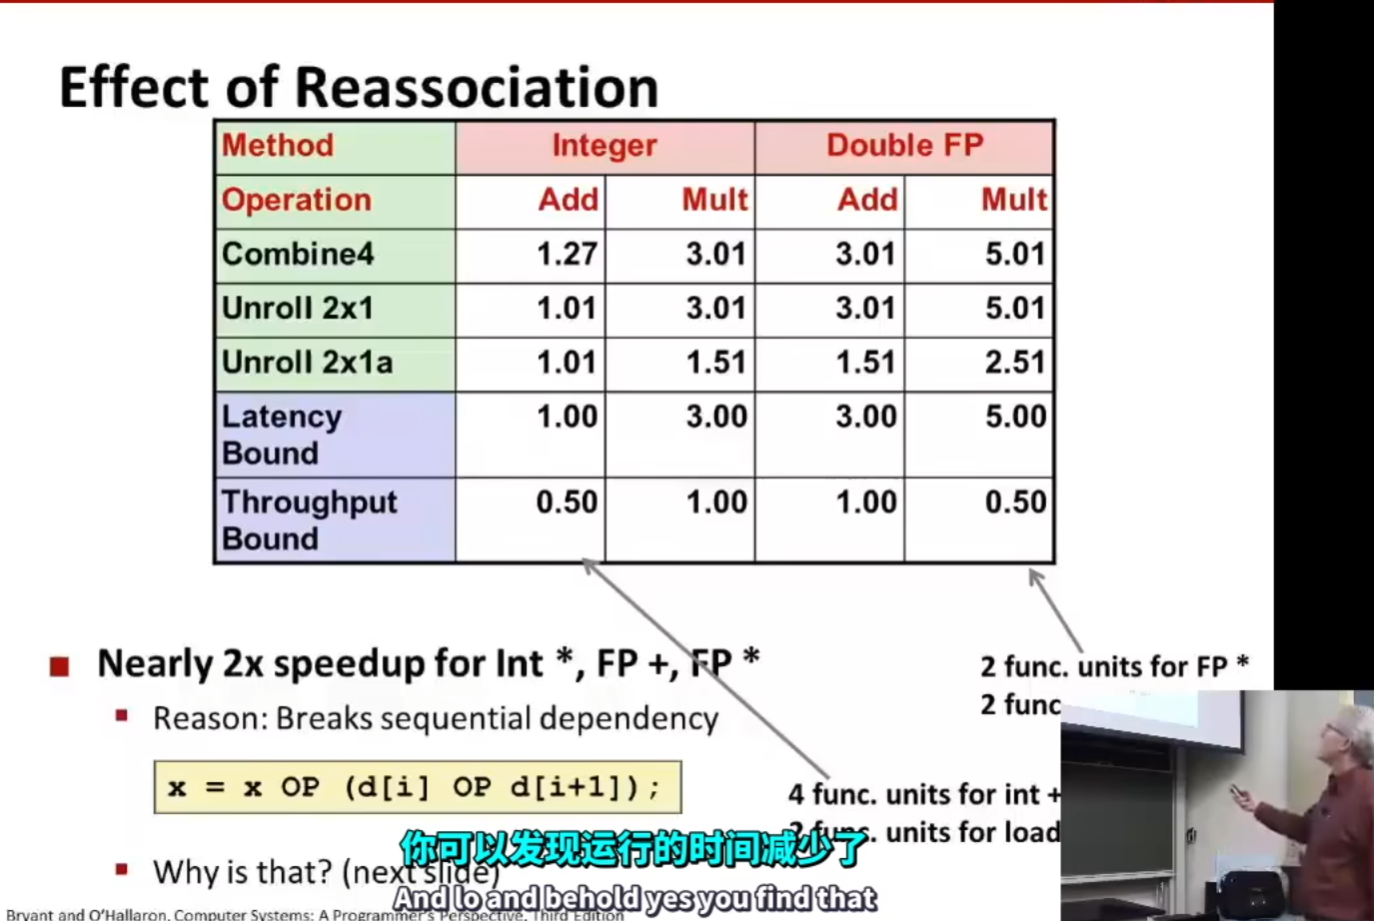 Effect of Reassociation
Method Integer Double FP
Operation Add Mult Add Mult
Combine4 1.27 3.01 3.01 5.01
Unroll 2x1 1.01 3.01 3.01 5.01
Unroll 2x1a 1.01 1.51 1.51 2.51
Latency Bound 1.00 3.00 3.00 5.00
Throughput Bound 0.50 1.00 1.00 0.50
Nearly 2x speedup for Int *, FP +, FP *
2 func. units for FP *
2 func
Reason: Breaks sequential dependency
x = x OP (d[i] OP d[i+1]);
4 func. units for int +
2 func. units for load
Why is that? (next slide)
你可以发现运行的时间减少了
And lo and behold yes you find that
Bryant and O'Hallaron, Computer Systems: A Programmer's Perspective, Third Edition